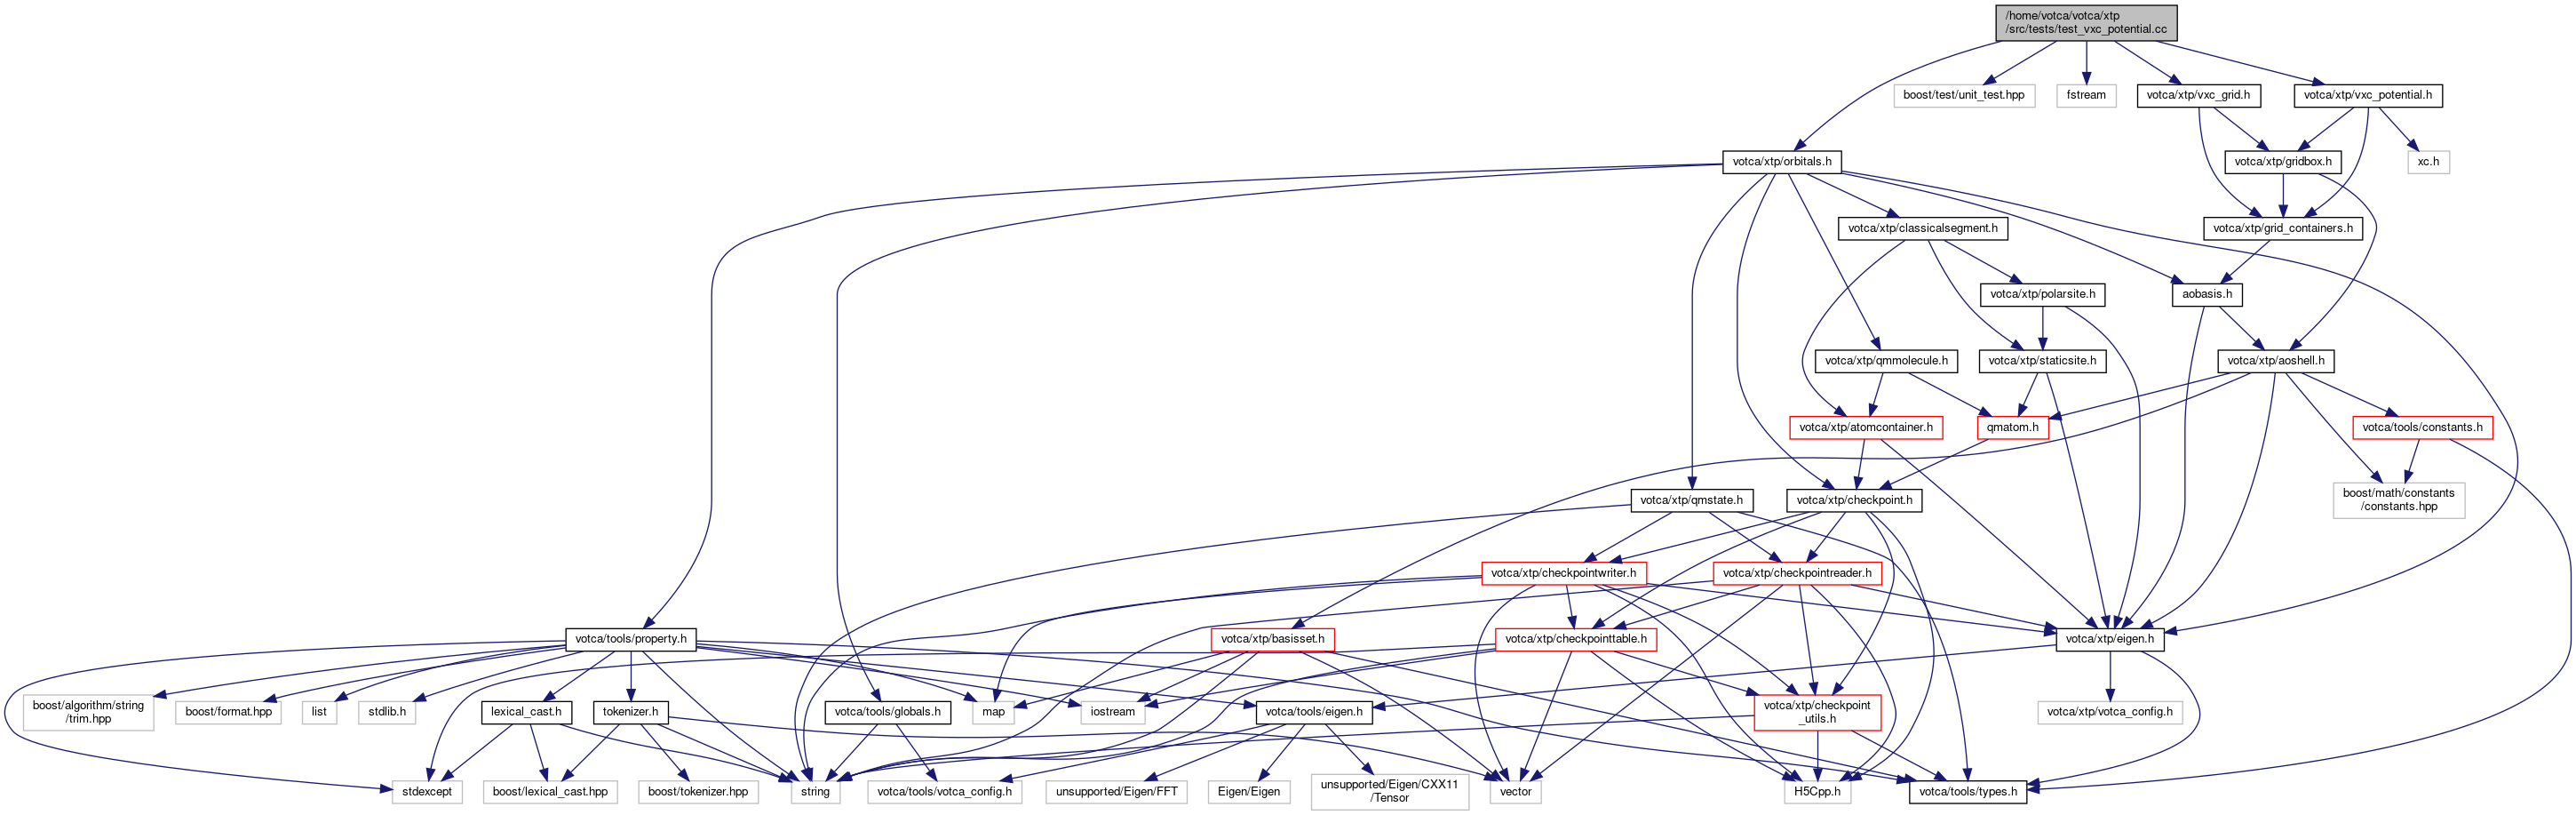 /home/votca/votca/xtp
/src/tests/test_vxc_potential.cc
boost/test/unit_test.hpp
fstream
votca/xtp/vxc_grid.h
votca/xtp/vxc_potential.h
votca/xtp/orbitals.h
votca/xtp/gridbox.h
xc.h
votca/xtp/classicalsegment.h
votca/xtp/grid_containers.h
votca/xtp/polarsite.h
aobasis.h
votca/xtp/qmmolecule.h
votca/xtp/staticsite.h
votca/xtp/aoshell.h
votca/xtp/atomcontainer.h
qmatom.h
votca/tools/constants.h
votca/xtp/qmstate.h
votca/xtp/checkpoint.h
boost/math/constants
/constants.hpp
votca/xtp/checkpointwriter.h
votca/xtp/checkpointreader.h
votca/tools/property.h
votca/xtp/basisset.h
votca/xtp/checkpointtable.h
votca/xtp/eigen.h
boost/algorithm/string
/trim.hpp
boost/format.hpp
list
stdlib.h
lexical_cast.h
tokenizer.h
votca/tools/globals.h
map
iostream
votca/tools/eigen.h
votca/xtp/checkpoint
_utils.h
votca/xtp/votca_config.h
stdexcept
boost/lexical_cast.hpp
boost/tokenizer.hpp
string
votca/tools/votca_config.h
unsupported/Eigen/FFT
Eigen/Eigen
unsupported/Eigen/CXX11
/Tensor
vector
H5Cpp.h
votca/tools/types.h